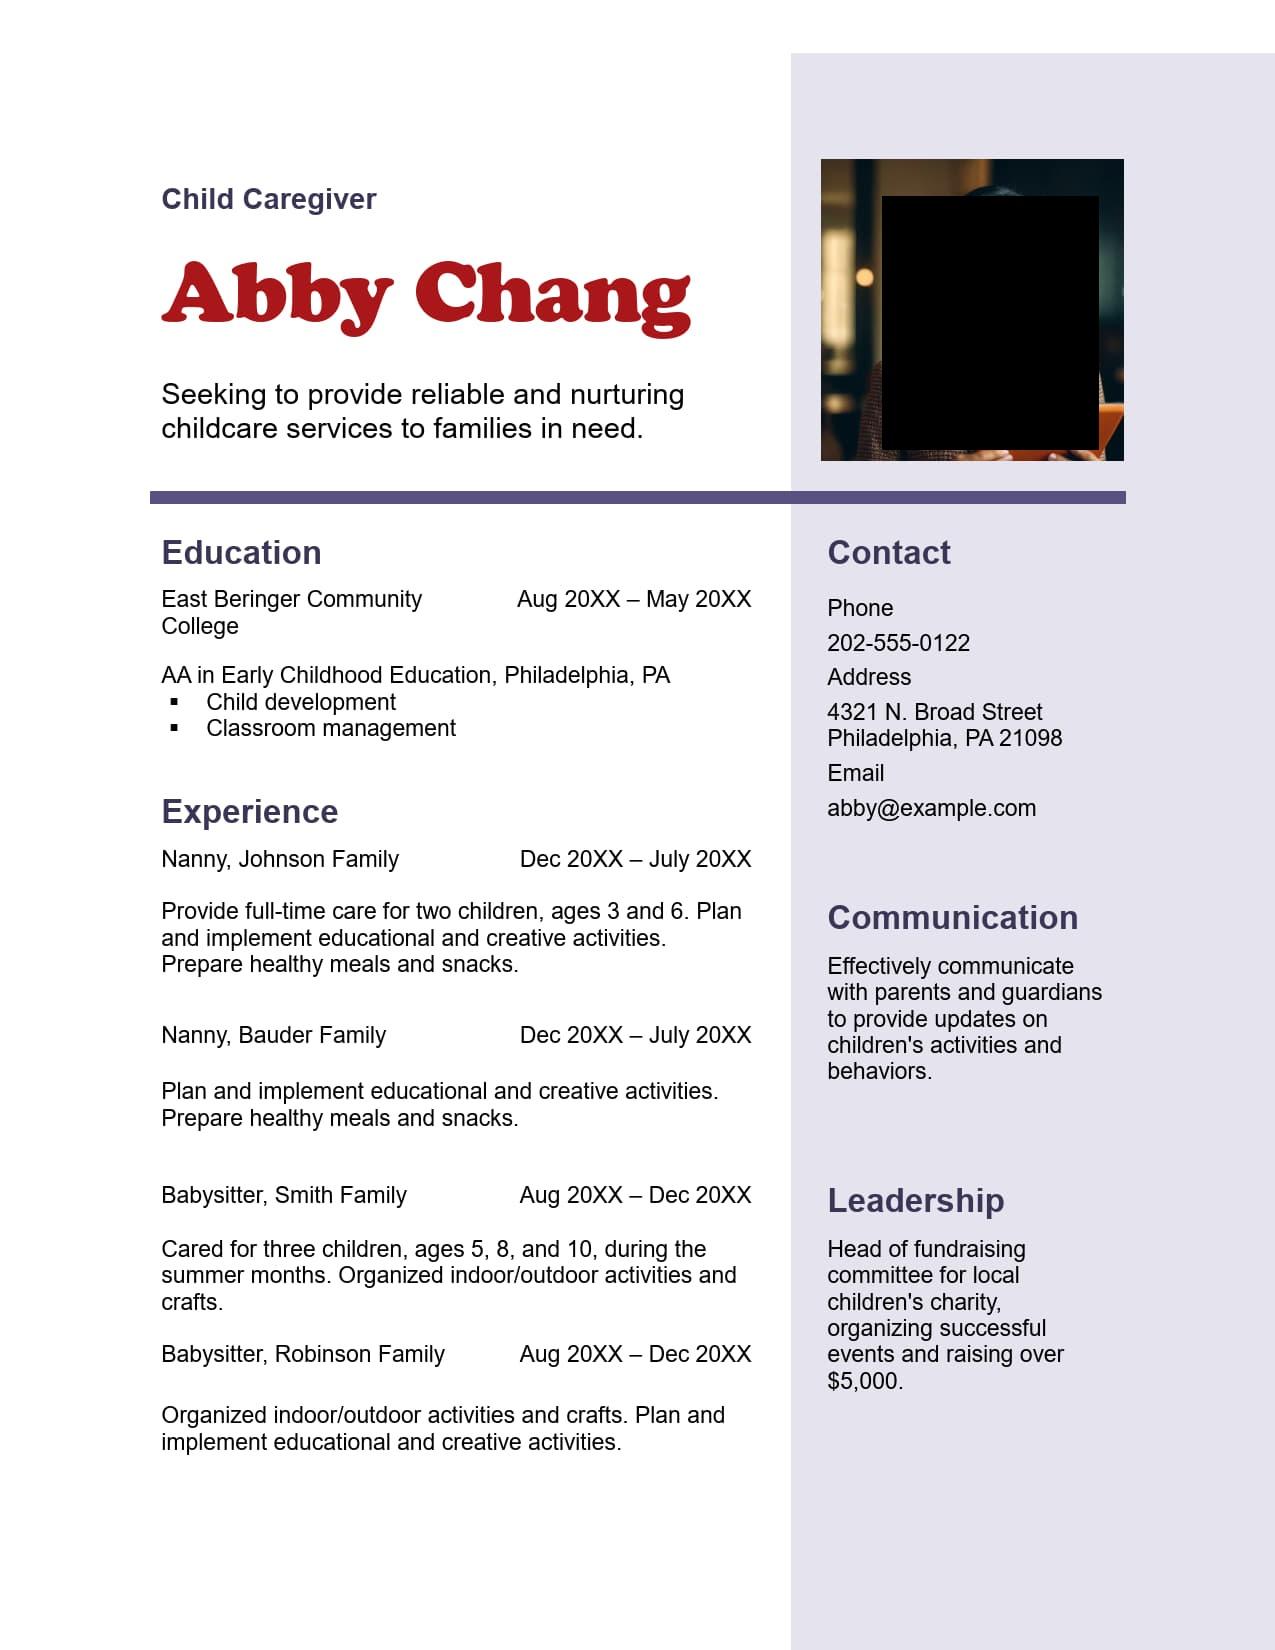 Child Caregiver
Abby Chang
Seeking to provide reliable and nurturing
childcare services to families in need.
Education
East Beringer Community College Aug 20XX – May 20XX
AA in Early Childhood Education, Philadelphia, PA
▪ Child development
▪ Classroom management
Experience
Nanny, Johnson Family Dec 20XX – July 20XX
Provide full-time care for two children, ages 3 and 6. Plan
and implement educational and creative activities.
Prepare healthy meals and snacks.
Nanny, Bauder Family Dec 20XX – July 20XX
Plan and implement educational and creative activities.
Prepare healthy meals and snacks.
Babysitter, Smith Family Aug 20XX – Dec 20XX
Cared for three children, ages 5, 8, and 10, during the
summer months. Organized indoor/outdoor activities and
crafts.
Babysitter, Robinson Family Aug 20XX – Dec 20XX
Organized indoor/outdoor activities and crafts. Plan and
implement educational and creative activities.
Contact
Phone
202-555-0122
Address
4321 N. Broad Street
Philadelphia, PA 21098
Email
abby@example.com
Communication
Effectively communicate
with parents and guardians
to provide updates on
children's activities and
behaviors.
Leadership
Head of fundraising
committee for local
children's charity,
organizing successful
events and raising over
$5,000.